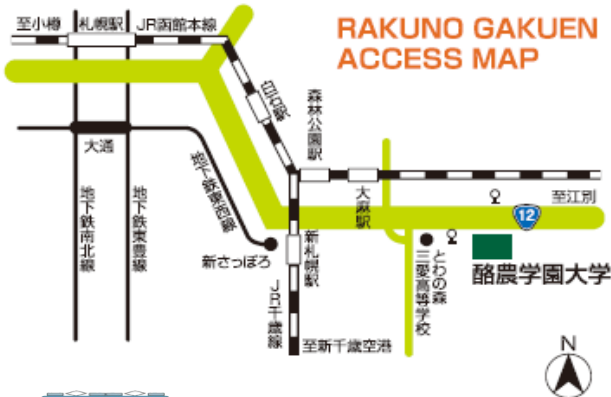 RAKUNO GAKUEN
ACCESS MAP
至小樽
札幌駅
JR函館本線
白石駅
森林公園駅
大麻駅
至江別
大通
地下鉄東西線
地下鉄南北線
地下鉄東豊線
新さっぽろ
新札幌駅
JR千歳線
至新千歳空港
12
とわの森
三愛高等学校
酪農学園大学
N